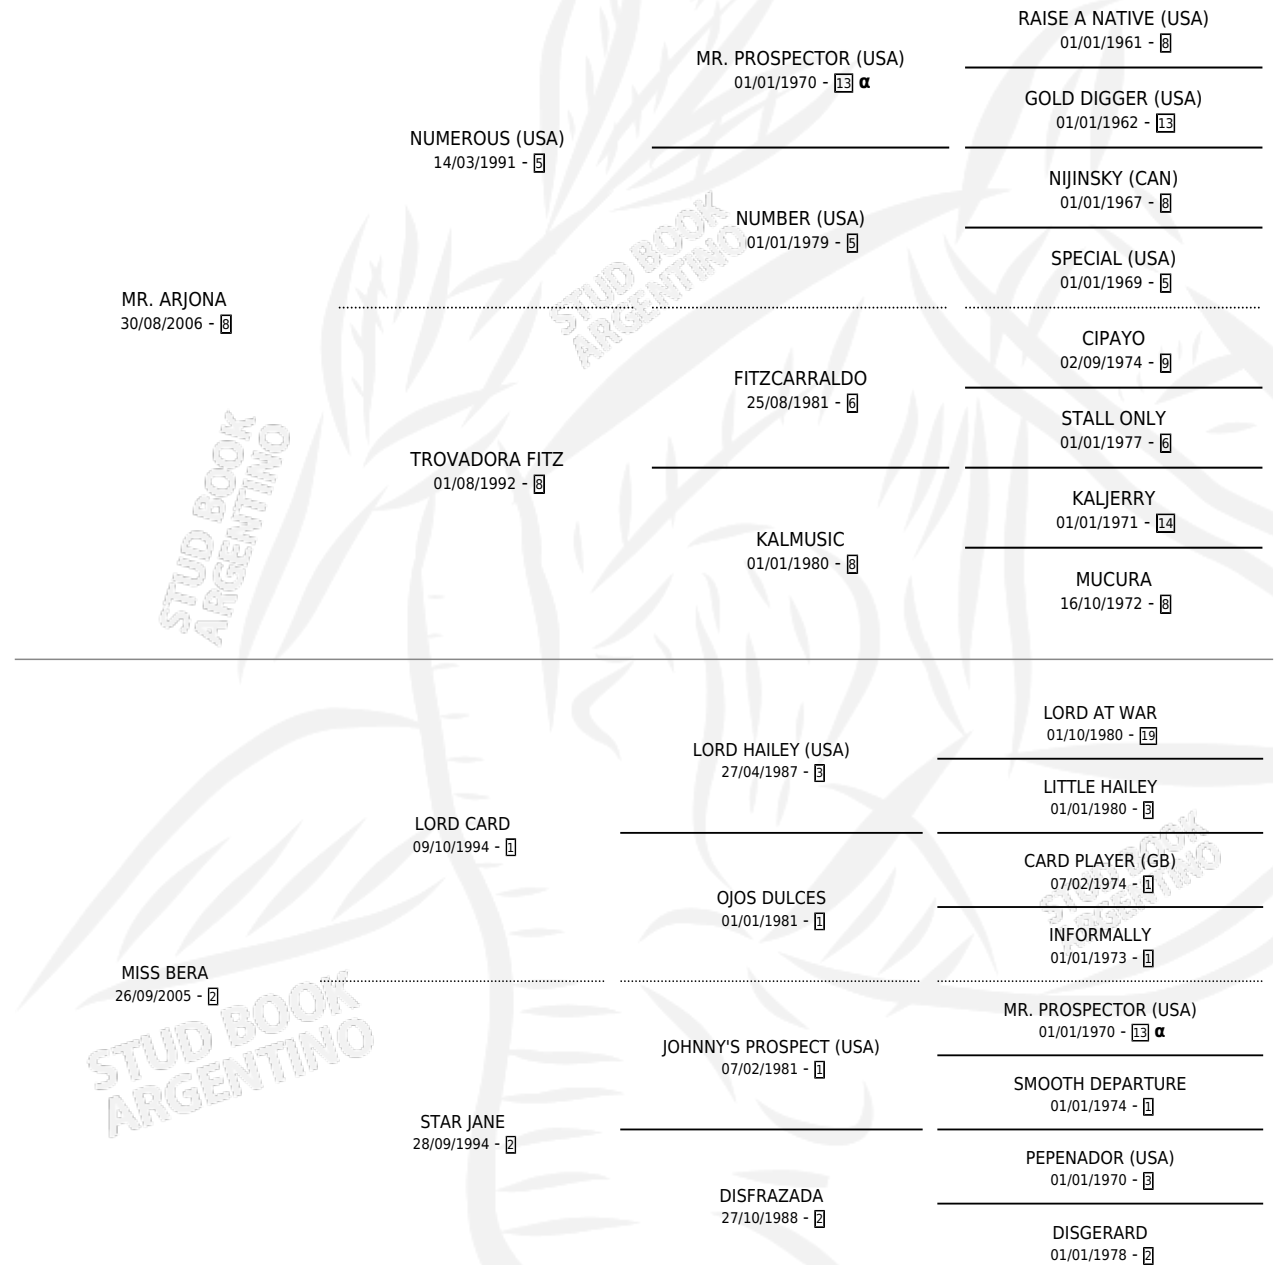 RAISE A NATIVE (USA)
01/01/1961 - 8
MR. PROSPECTOR (USA)
01/01/1970 - 13 α
GOLD DIGGER (USA)
01/01/1962 - 13
NUMEROUS (USA)
14/03/1991 - 5
NIJINSKY (CAN)
01/01/1967 - 8
NUMBER (USA)
01/01/1979 - 5
SPECIAL (USA)
01/01/1969 - 5
MR. ARJONA
30/08/2006 - 8
CIPAYO
02/09/1974 - 9
FITZCARRALDO
25/08/1981 - 6
STALL ONLY
01/01/1977 - 6
TROVADORA FITZ
01/08/1992 - 8
KALJERRY
01/01/1971 - 14
KALMUSIC
01/01/1980 - 8
MUCURA
16/10/1972 - 8
LORD AT WAR
01/10/1980 - 19
LORD HAILEY (USA)
27/04/1987 - 3
LITTLE HAILEY
01/01/1980 - 3
LORD CARD
09/10/1994 - 1
CARD PLAYER (GB)
07/02/1974 - 1
OJOS DULCES
01/01/1981 - 1
INFORMALLY
01/01/1973 - 1
MISS BERA
26/09/2005 - 2
MR. PROSPECTOR (USA)
01/01/1970 - 13 α
JOHNNY'S PROSPECT (USA)
07/02/1981 - 1
SMOOTH DEPARTURE
01/01/1974 - 1
STAR JANE
28/09/1994 - 2
PEPENADOR (USA)
01/01/1970 - 3
DISFRAZADA
27/10/1988 - 2
DISGERARD
01/01/1978 - 2
STUD BOOK
ARGENTINO
STUD BOOK
ARGENTINO
STUD BOOK
ARGENTINO
STUD BOOK
ARGENTINO